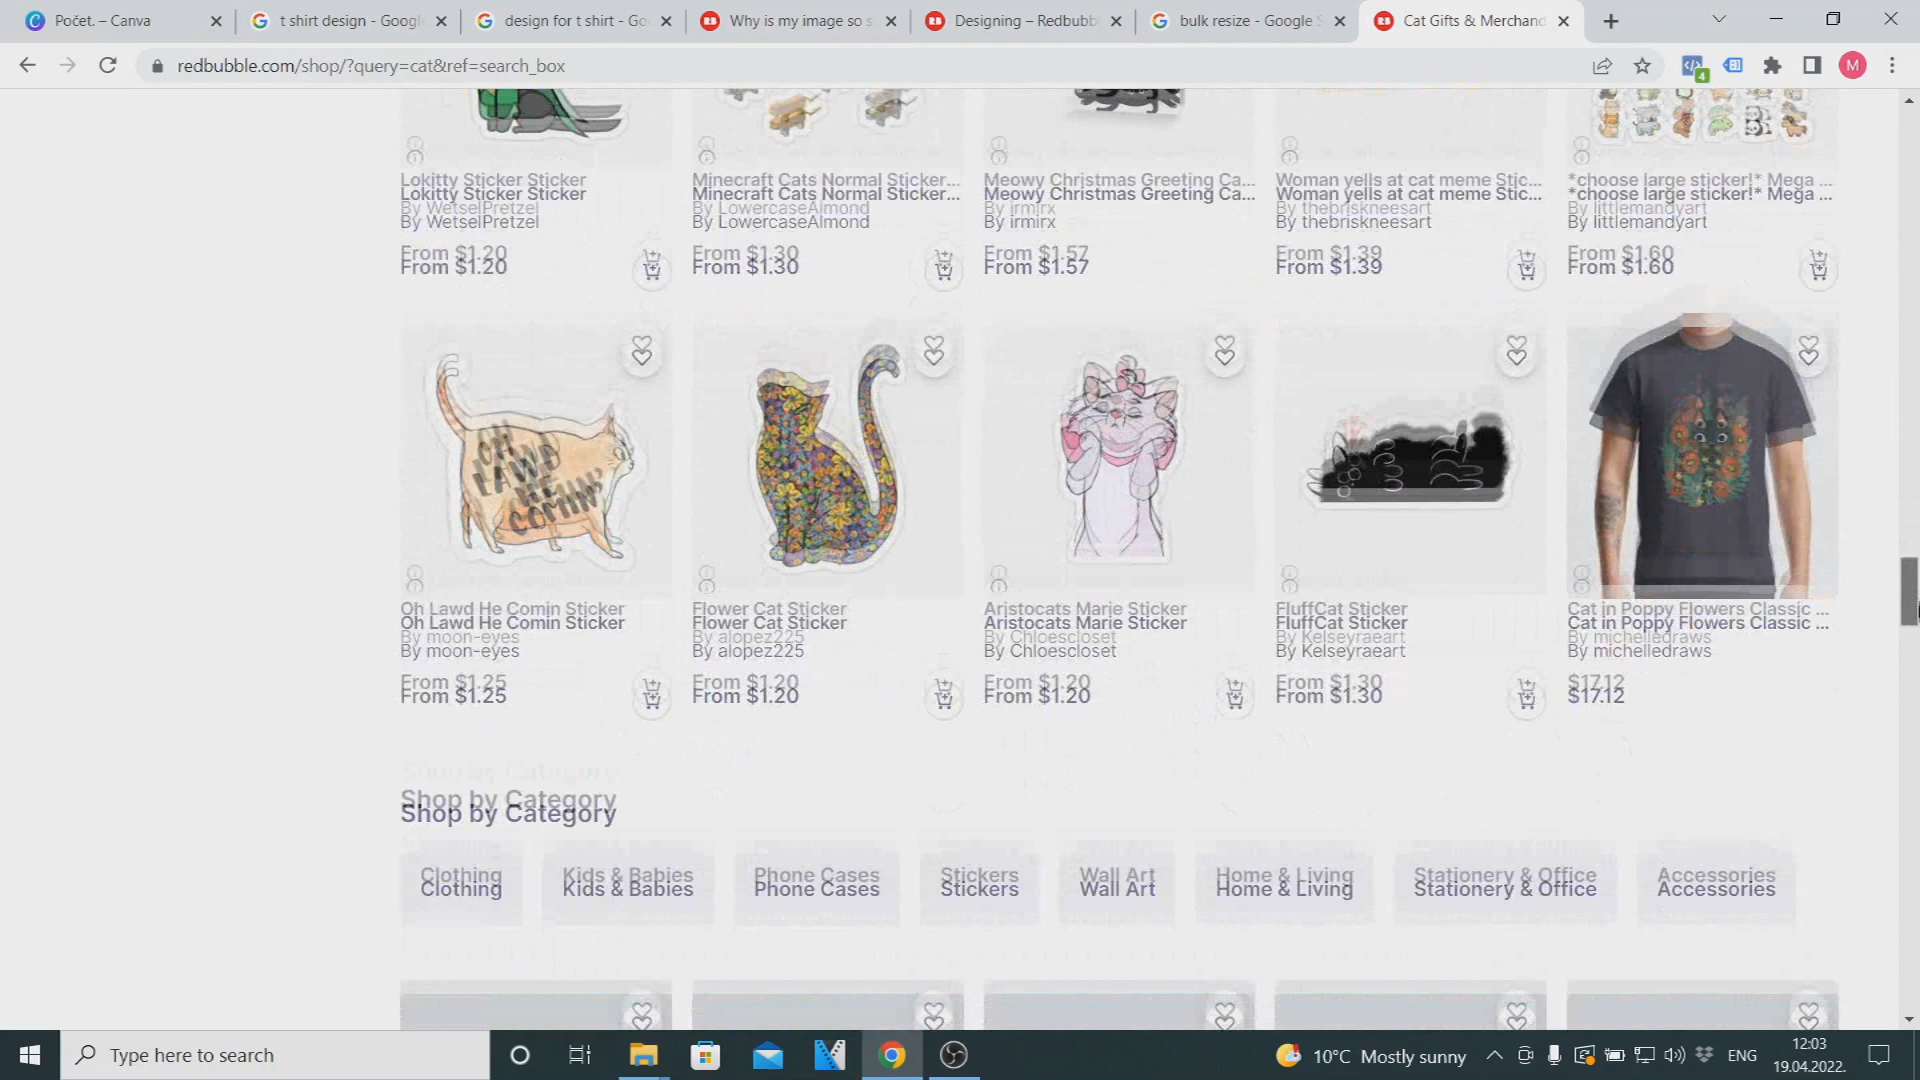 Počet. – Canva
t shirt design - Google
design for t shirt - Go
Why is my image so s
Designing – Redbubbl
bulk resize - Google S
Cat Gifts & Merchand
redbubble.com/shop/?query=cat&ref=search_box
4
M
Lokitty Sticker Sticker
By WetselPretzel
From $1.20
Minecraft Cats Normal Sticker...
By LowercaseAlmond
From $1.30
Meowy Christmas Greeting Ca...
By irmirx
From $1.57
Woman yells at cat meme Stic...
By thebriskneesart
From $1.39
*choose large sticker!* Mega ...
By littlemandyart
From $1.60
OH
LAWD
HE
COMIN'
Oh Lawd He Comin Sticker
By moon-eyes
From $1.25
Flower Cat Sticker
By alopez225
From $1.20
Aristocats Marie Sticker
By Chloescloset
From $1.20
FluffCat Sticker
By Kelseyraeart
From $1.30
Cat in Poppy Flowers Classic ...
By michelledraws
$17.12
Shop by Category
Clothing
Kids & Babies
Phone Cases
Stickers
Wall Art
Home & Living
Stationery & Office
Accessories
Type here to search
10°C Mostly sunny
ENG
12:03
19.04.2022.